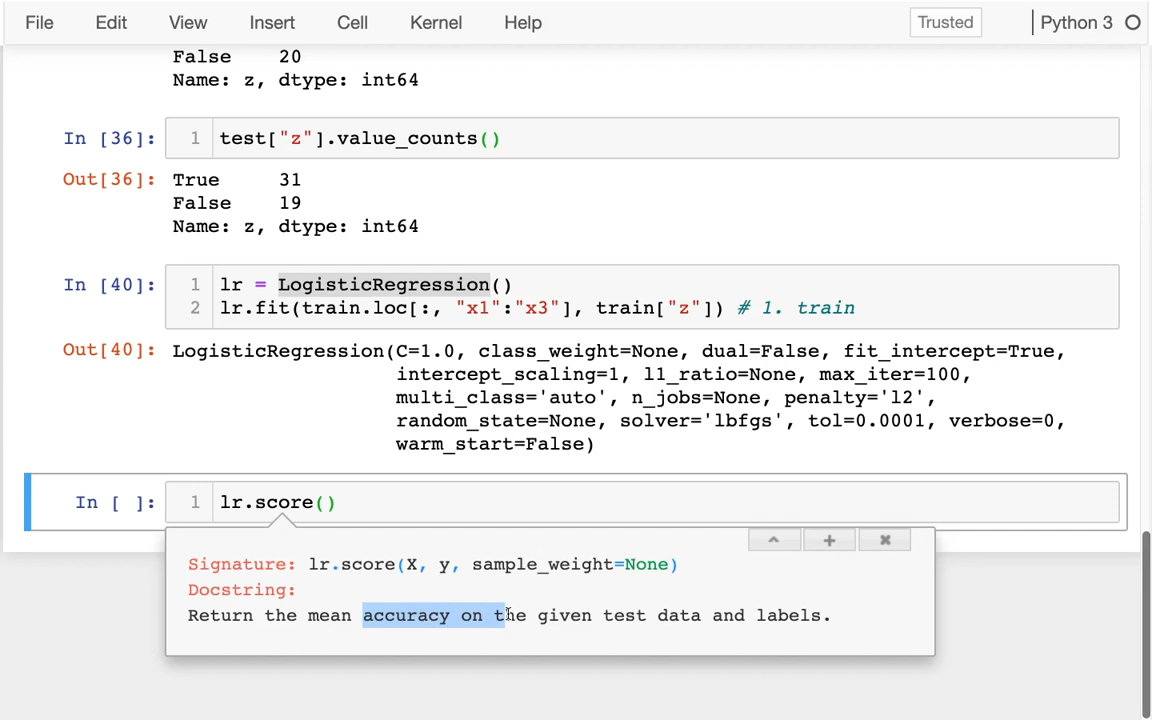 File Edit View Insert Cell Kernel Help Trusted Python 3
False 20
Name: z, dtype: int64
In [36]: 1 test["z"].value_counts()
Out[36]: True 31
False 19
Name: z, dtype: int64
In [40]: 1 lr = LogisticRegression()
2 lr.fit(train.loc[:, "x1":"x3"], train["z"]) # 1. train
Out[40]: LogisticRegression(C=1.0, class_weight=None, dual=False, fit_intercept=True,
intercept_scaling=1, l1_ratio=None, max_iter=100,
multi_class='auto', n_jobs=None, penalty='l2',
random_state=None, solver='lbfgs', tol=0.0001, verbose=0,
warm_start=False)
In [ ]: 1 lr.score()
Signature: lr.score(X, y, sample_weight=None)
Docstring:
Return the mean accuracy on the given test data and labels.